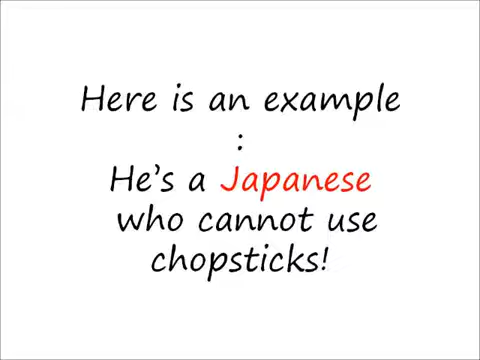 Here is an example
:
He's a Japanese
who cannot use
chopsticks!